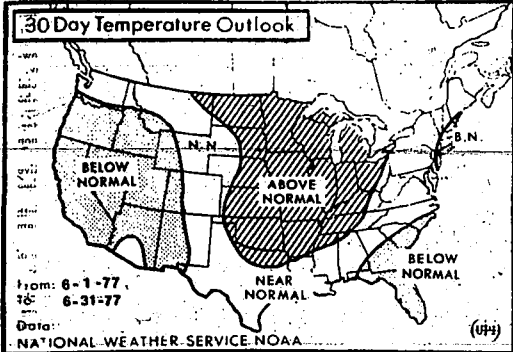 30 Day Temperature Outlook
B.N.
N.N
BELOW
NORMAL
ABOVE
NORMAL
BELOW
NORMAL
NEAR
NORMAL
From: 6-1-77
To: 6-31-77
Data:
NATIONAL WEATHER SERVICE NOAA
(UPI)